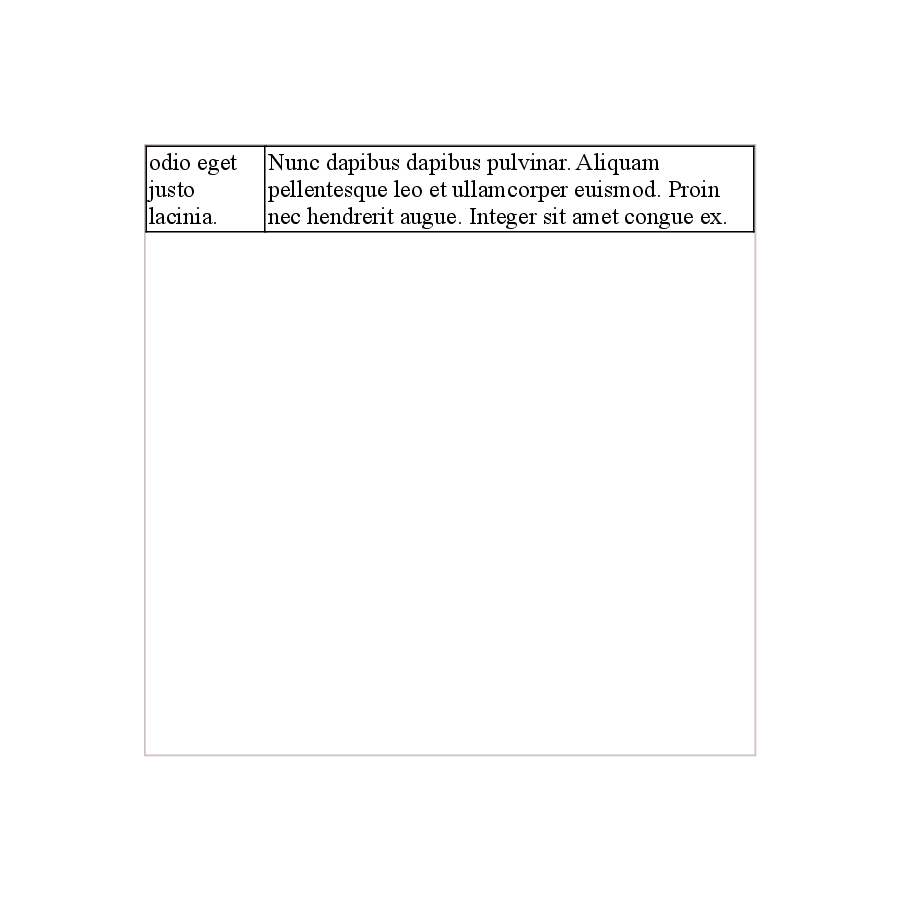 odio eget
justo
lacinia.
Nunc dapibus dapibus pulvinar. Aliquam
pellentesque leo et ullamcorper euismod. Proin
nec hendrerit augue. Integer sit amet congue ex.